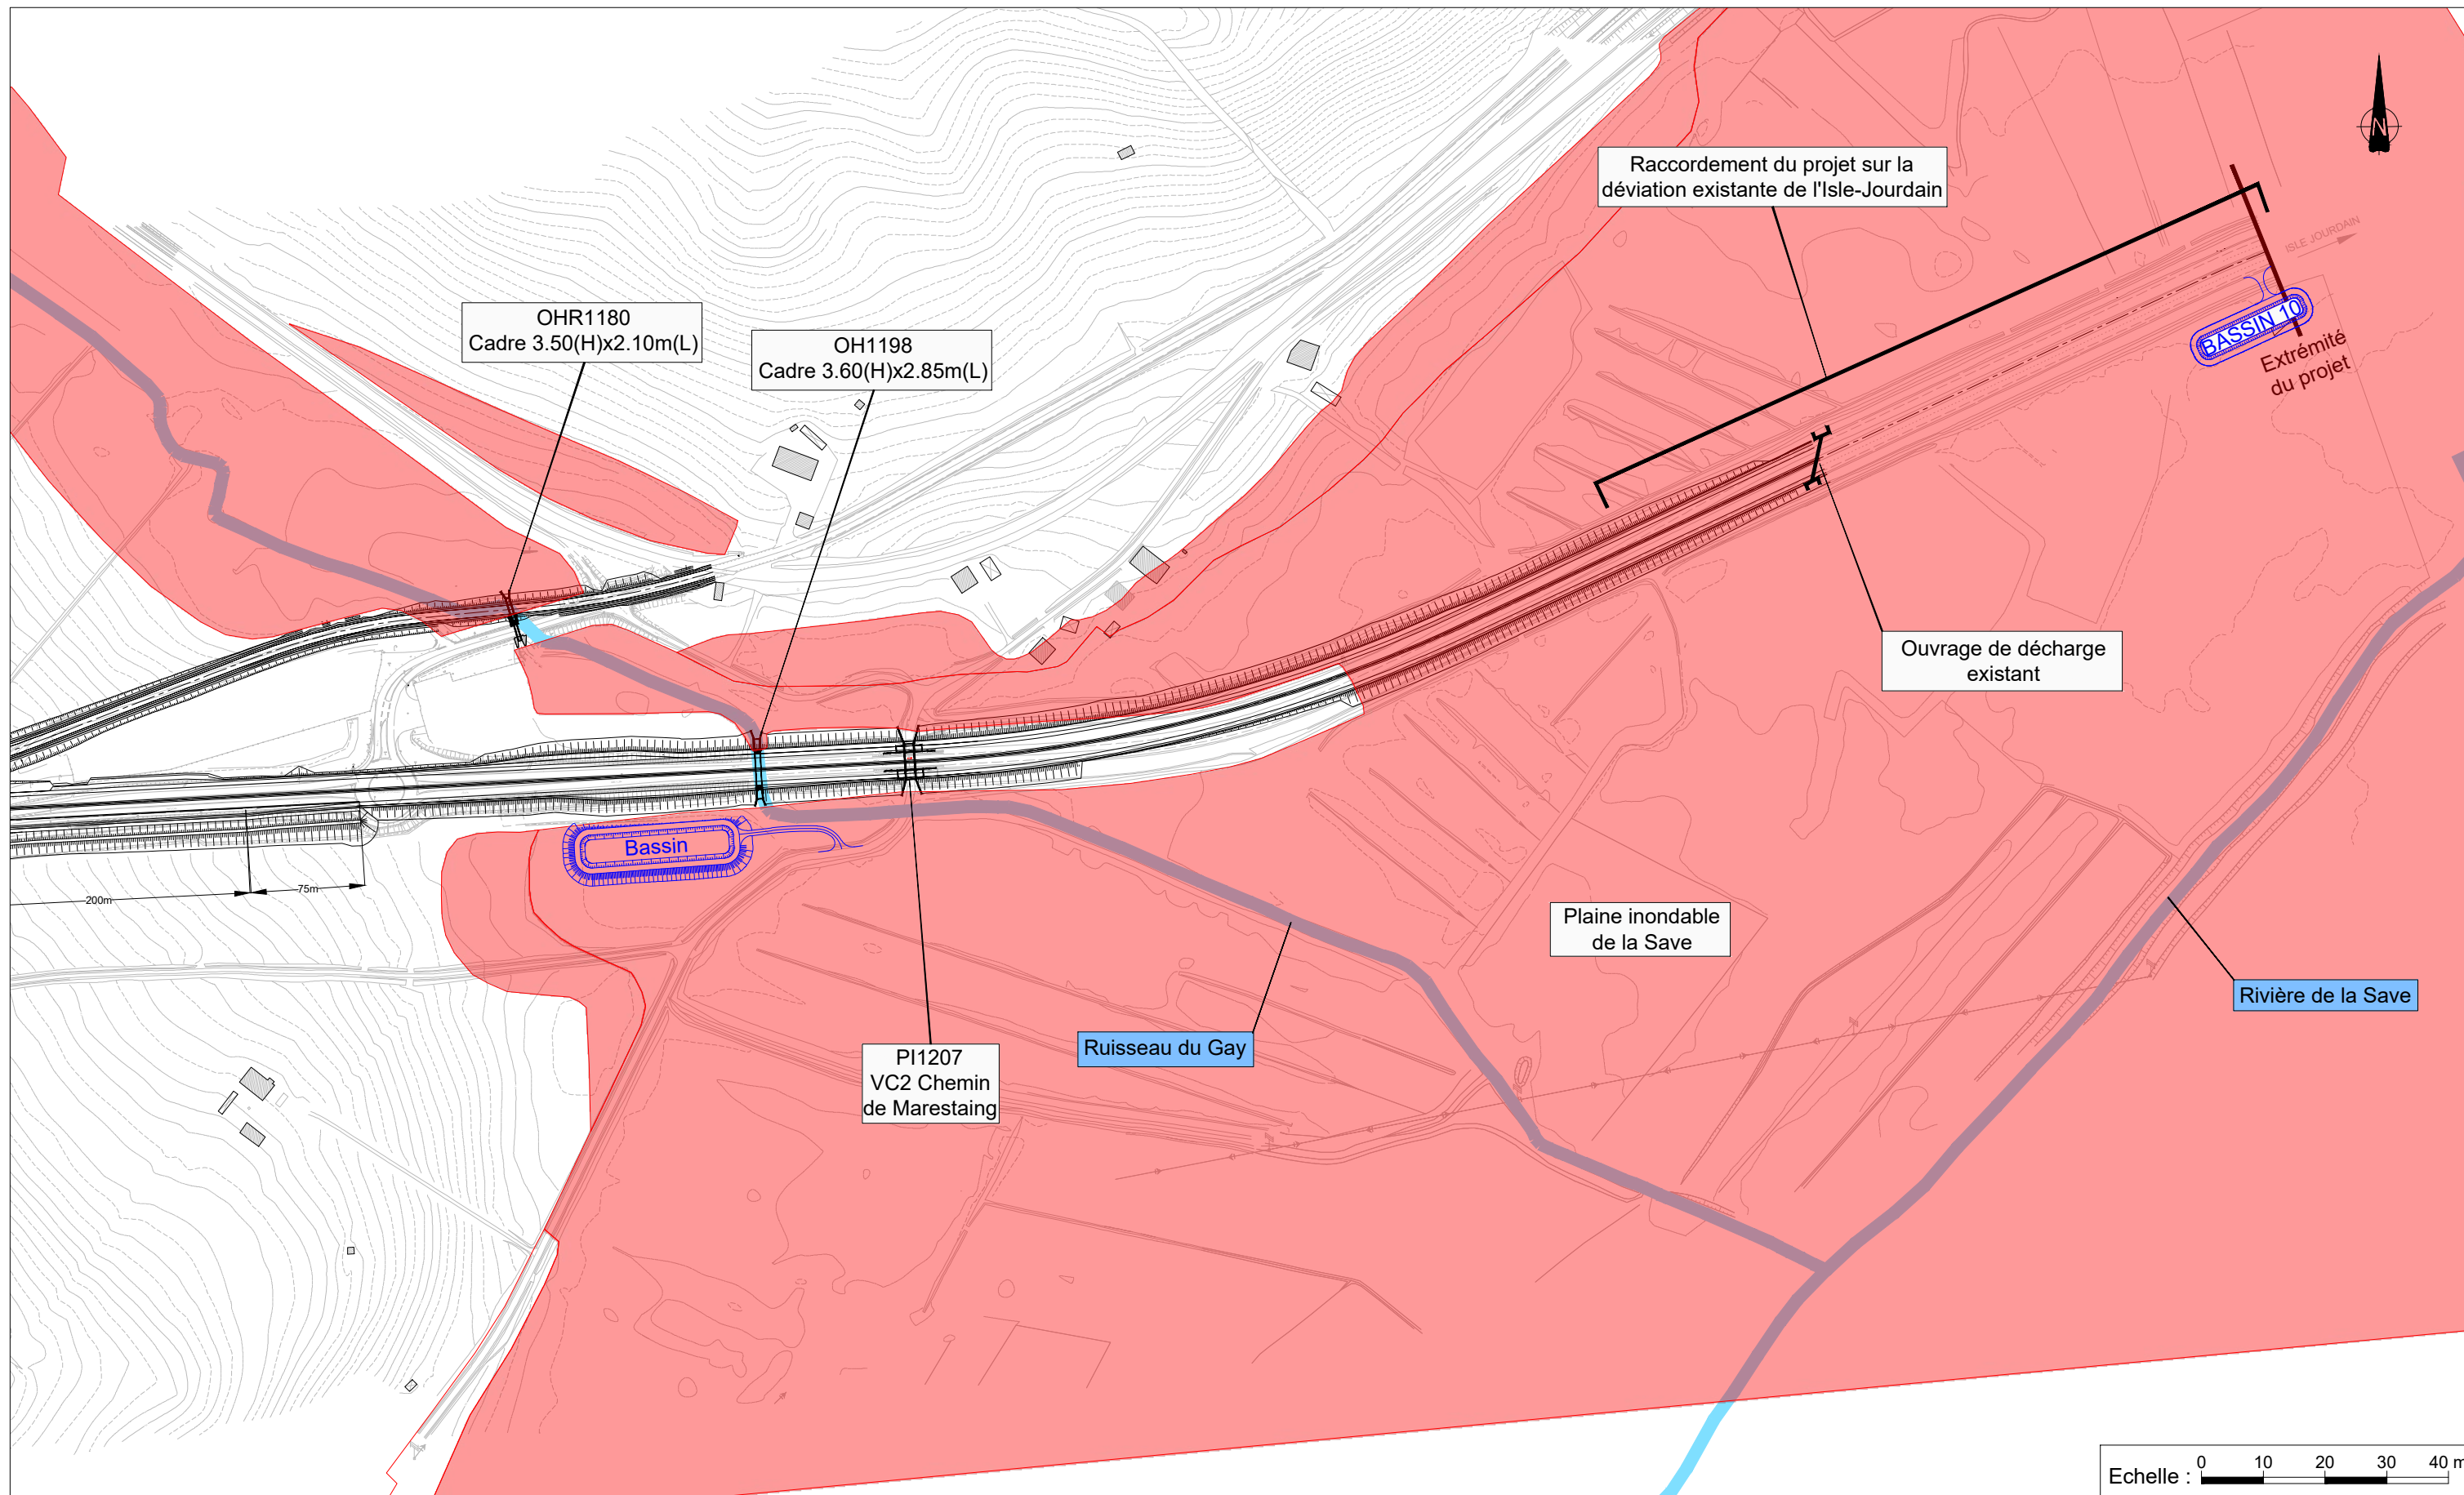 N
Raccordement du projet sur la
déviation existante de l'Isle-Jourdain
ISLE JOURDAIN
OHR1180
Cadre 3.50(H)x2.10m(L)
OH1198
Cadre 3.60(H)x2.85m(L)
BASSIN 10
Extrémité
du projet
Ouvrage de décharge
existant
Bassin
200m
75m
Plaine inondable
de la Save
Rivière de la Save
Ruisseau du Gay
PI1207
VC2 Chemin
de Marestaing
Echelle :
0 10 20 30 40 m